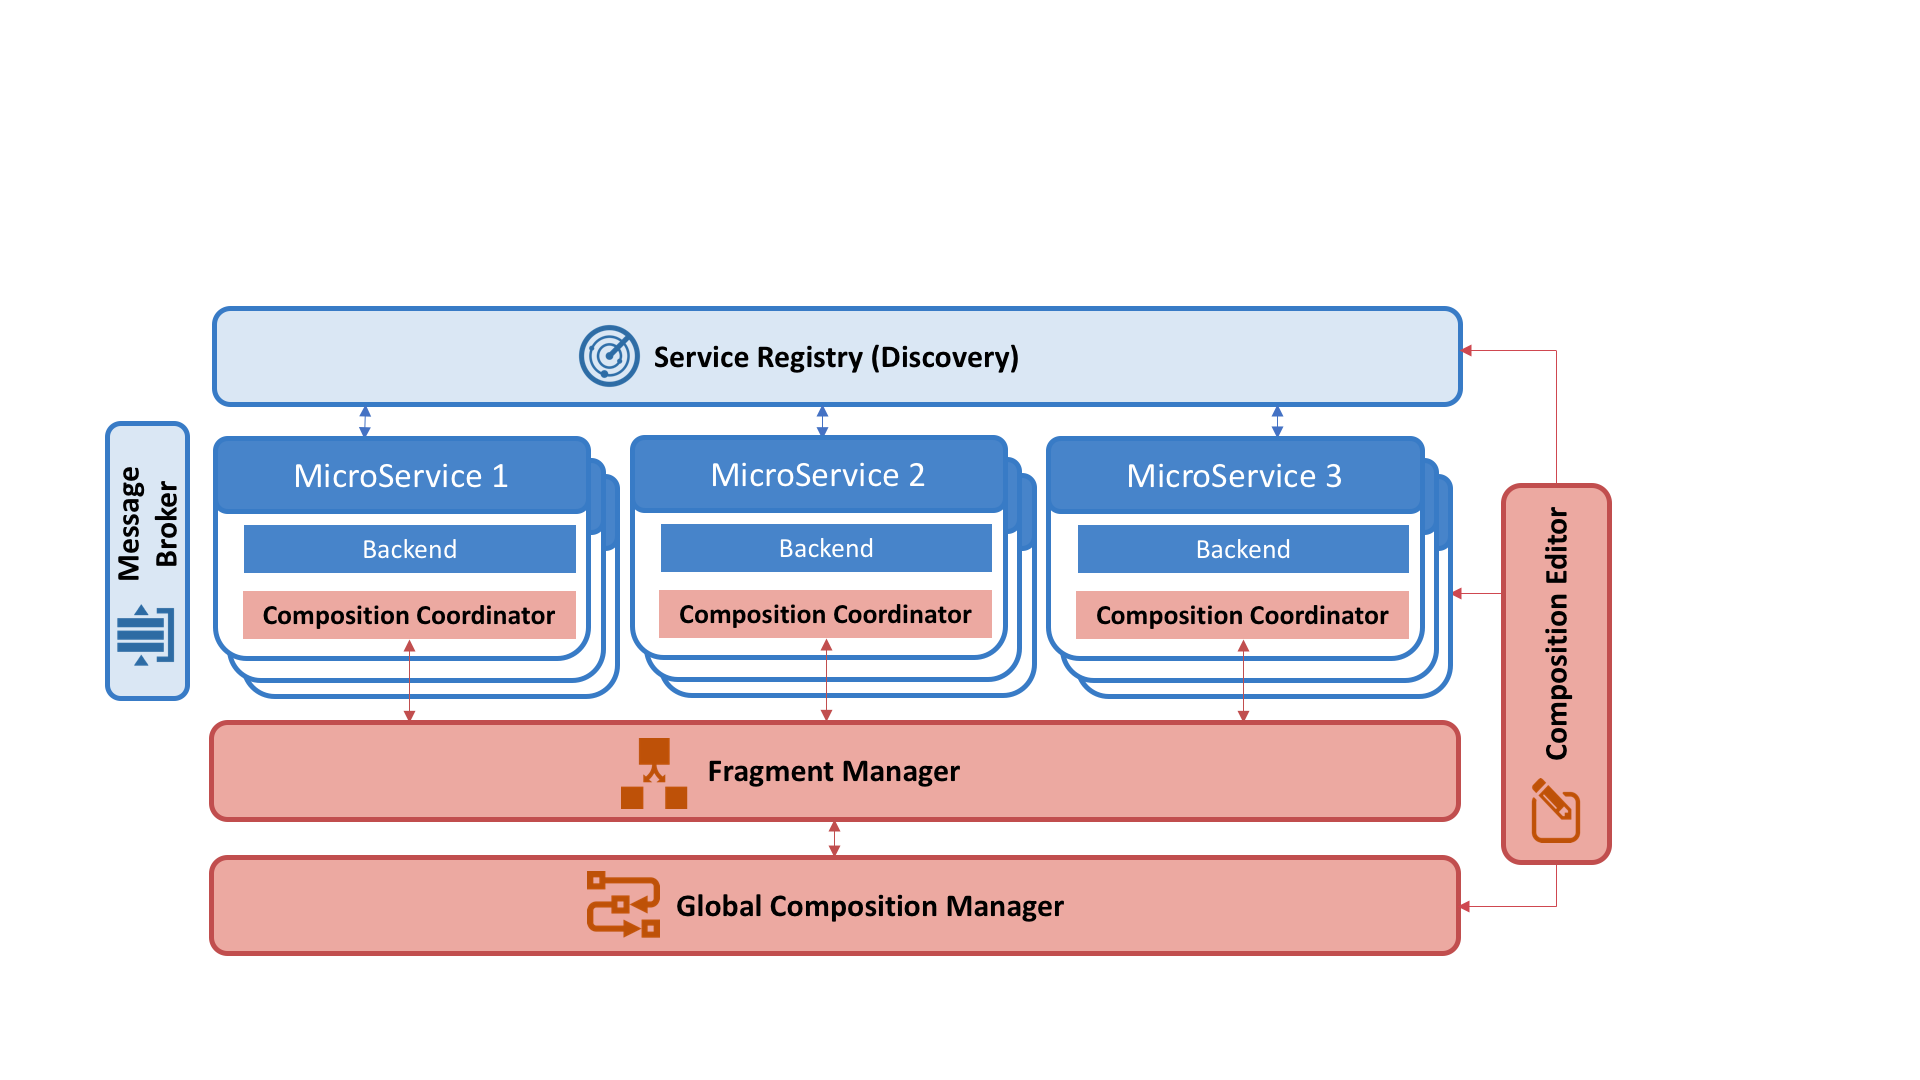 Service Registry (Discovery)
Message
Broker
MicroService 1
Backend
Composition Coordinator
MicroService 2
Backend
Composition Coordinator
MicroService 3
Backend
Composition Coordinator
Composition Editor
Fragment Manager
Global Composition Manager